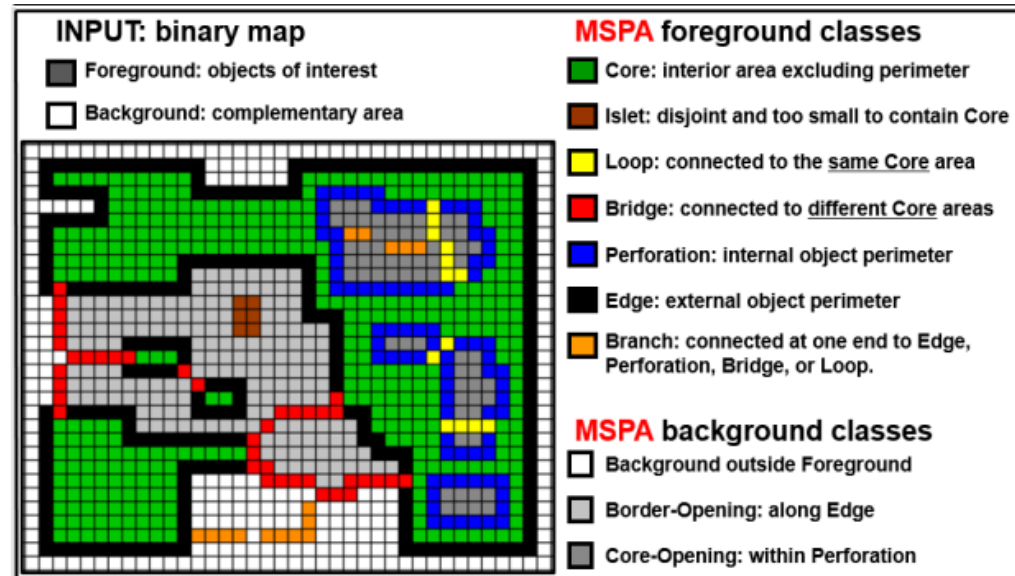 INPUT: binary map
Foreground: objects of interest
Background: complementary area
MSPA foreground classes
Core: interior area excluding perimeter
Islet: disjoint and too small to contain Core
Loop: connected to the same Core area
Bridge: connected to different Core areas
Perforation: internal object perimeter
Edge: external object perimeter
Branch: connected at one end to Edge,
Perforation, Bridge, or Loop.
MSPA background classes
Background outside Foreground
Border-Opening: along Edge
Core-Opening: within Perforation